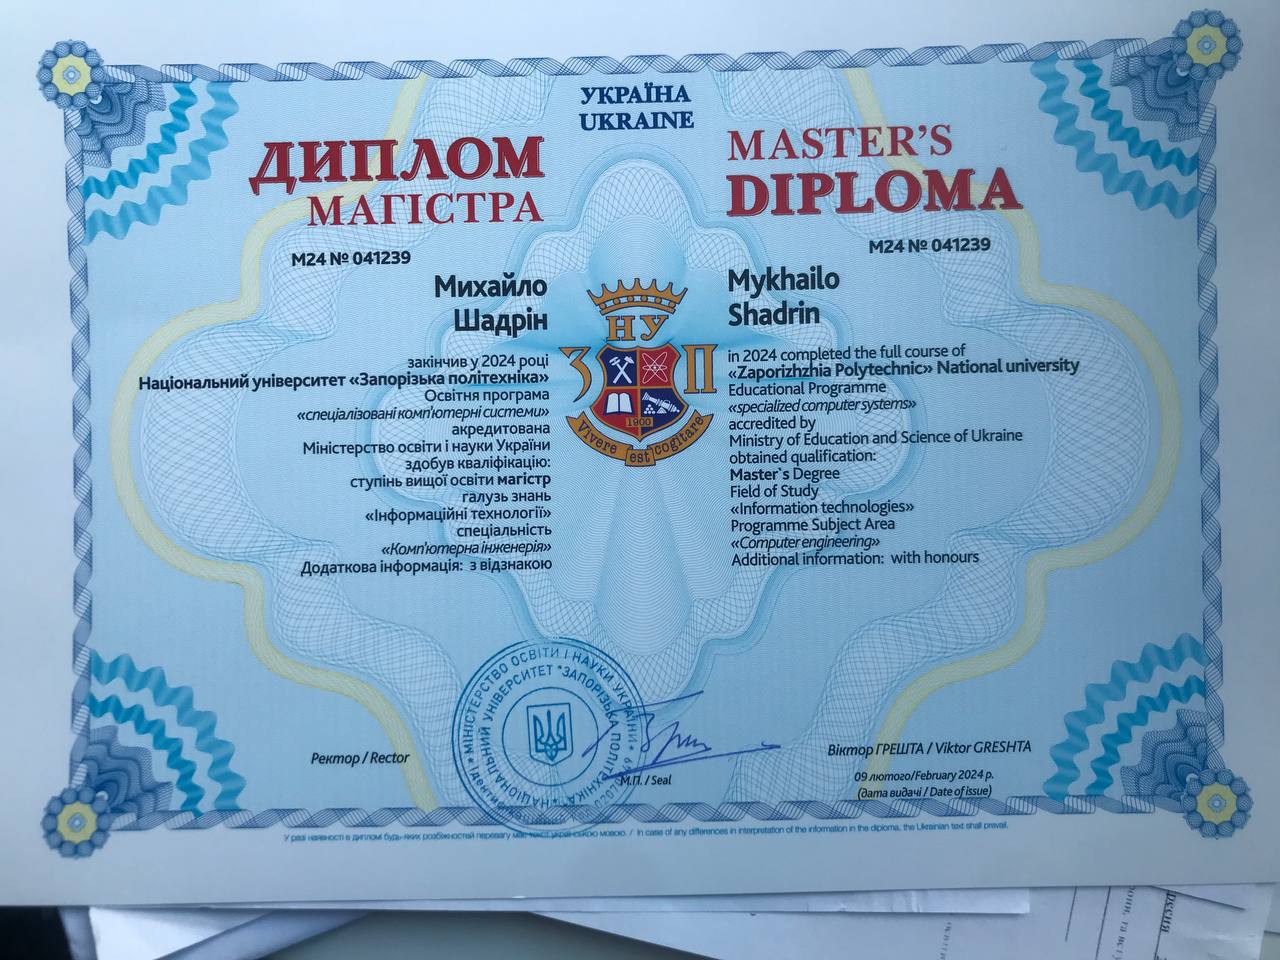 УКРАЇНА
UKRAINE
ДИПЛОМ
МАГІСТРА
М24 № 041239
Михайло
Шадрін
закінчив у 2024 році
Національний університет «Запорізька політехніка»
Освітня програма
«спеціалізовані комп'ютерні системи»
акредитована
Міністерство освіти і науки України
здобув кваліфікацію:
ступінь вищої освіти магістр
галузь знань
«Інформаційні технології»
спеціальність
«Комп'ютерна інженерія»
Додаткова інформація: з відзнакою
MASTER'S
DIPLOMA
М24 № 041239
Mykhailo
Shadrin
in 2024 completed the full course of
«Zaporizhzhia Polytechnic» National university
Educational Programme
«specialized computer systems»
accredited by
Ministry of Education and Science of Ukraine
obtained qualification:
Master`s Degree
Field of Study
«Information technologies»
Programme Subject Area
«Computer engineering»
Additional information: with honours
НУ
ЗП
1900
Vivere est cogitare
МІНІСТЕРСТВО ОСВІТИ І НАУКИ УКРАЇНИ
НАЦІОНАЛЬНИЙ УНІВЕРСИТЕТ "ЗАПОРІЗЬКА ПОЛІТЕХНІКА"
Ректор / Rector
М.П. / Seal
Віктор ГРЕШТА / Viktor GRESHTA
09 лютого/February 2024 р.
(дата видачі / Date of issue)
У разі наявності в дипломі будь-яких розбіжностей перевагу має текст українською мовою. / In case of any differences in interpretation of the information in the diploma, the Ukrainian text shall prevail.